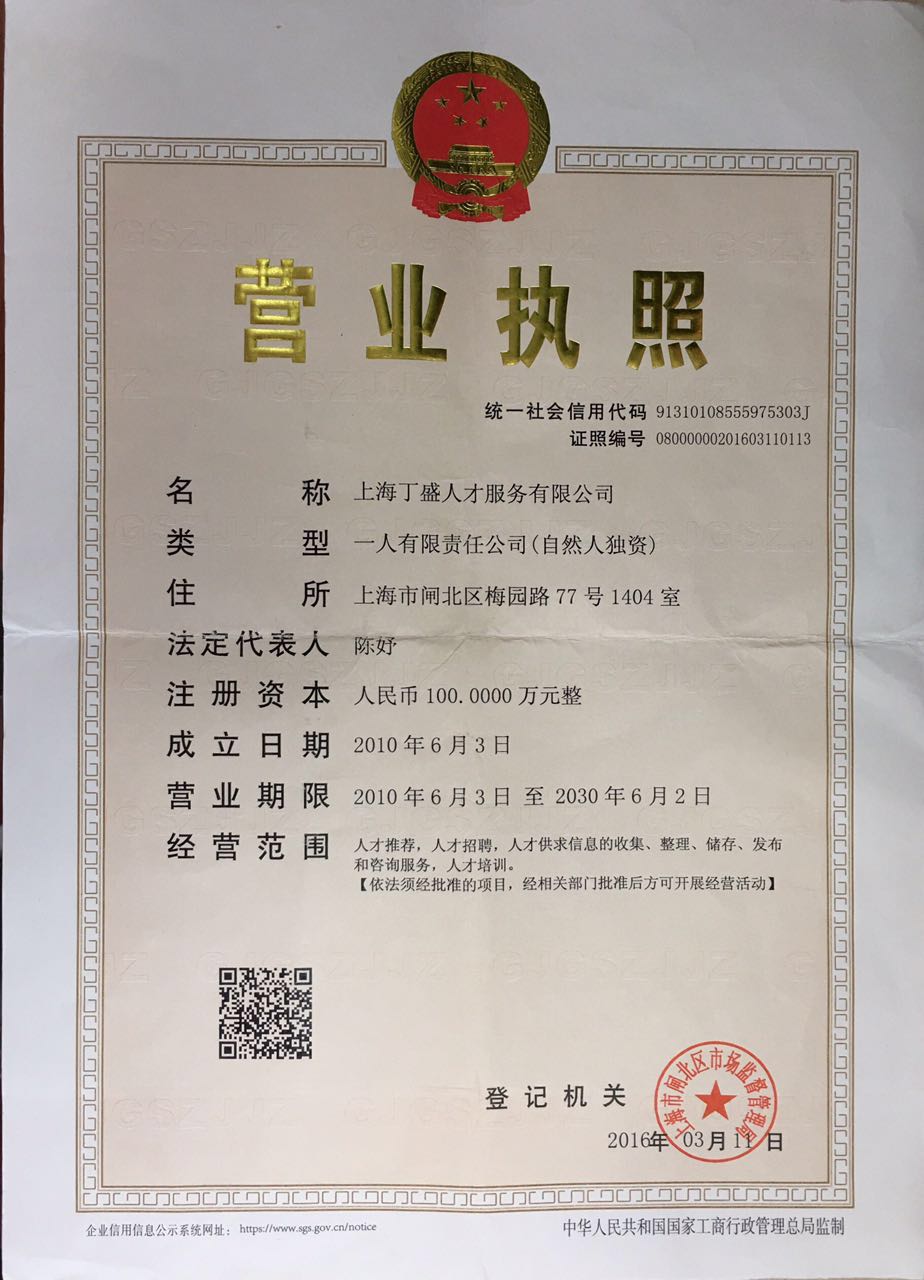 营业执照
统一社会信用代码 91310108555975303J
证照编号 08000000201603110113
名称 上海丁盛人才服务有限公司
类型 一人有限责任公司(自然人独资)
住所 上海市闸北区梅园路77号1404室
法定代表人 陈妤
注册资本 人民币100.0000万元整
成立日期 2010年6月3日
营业期限 2010年6月3日 至 2030年6月2日
经营范围 人才推荐，人才招聘，人才供求信息的收集、整理、储存、发布
和咨询服务，人才培训。
【依法须经批准的项目，经相关部门批准后方可开展经营活动】
登记机关
上海市闸北区市场监督管理局
2016年03月11日
企业信用信息公示系统网址： https://www.sgs.gov.cn/notice
中华人民共和国国家工商行政管理总局监制